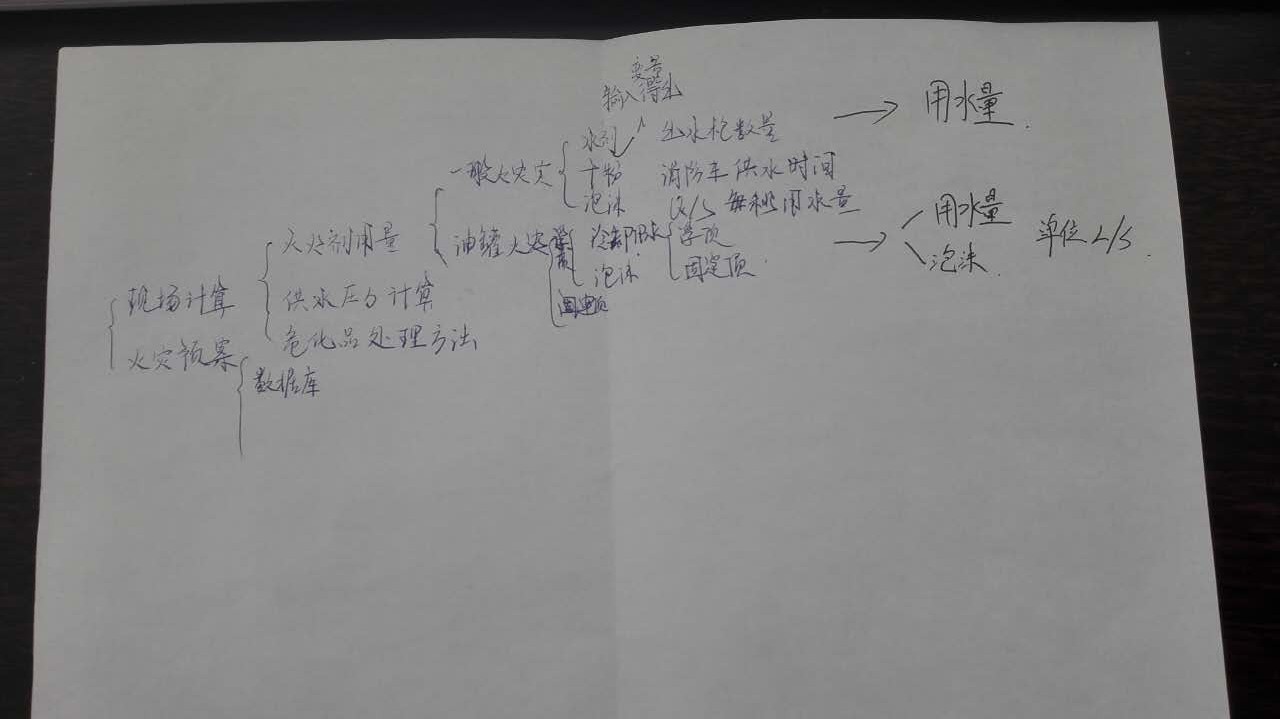 变量
输入得出
水剂 出水枪数量 → 用水量.
一般火灾 干粉 消防车供水时间
泡沫 每秒用水量
灭火剂用量 油罐火灾 冷却用水 浮顶 → 用水量 单位 L/S.
泡沫 固定顶. 泡沫.
现场计算 供水压力计算 固定顶
火灾预案 危化品处理方法
数据库